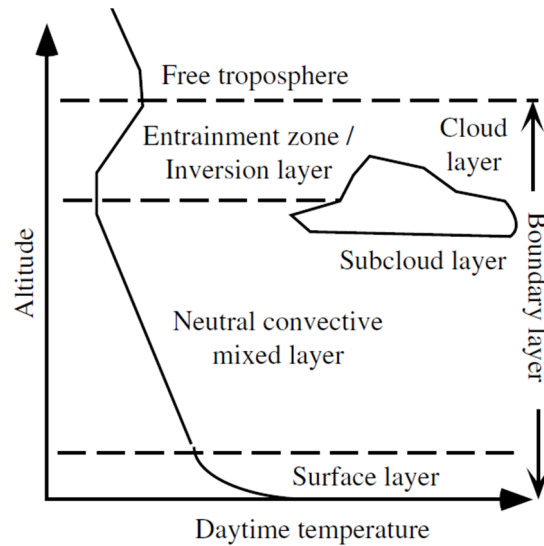 Free troposphere
Entrainment zone /
Inversion layer
Cloud
layer
Subcloud layer
Neutral convective
mixed layer
Surface layer
Altitude
Boundary layer
Daytime temperature